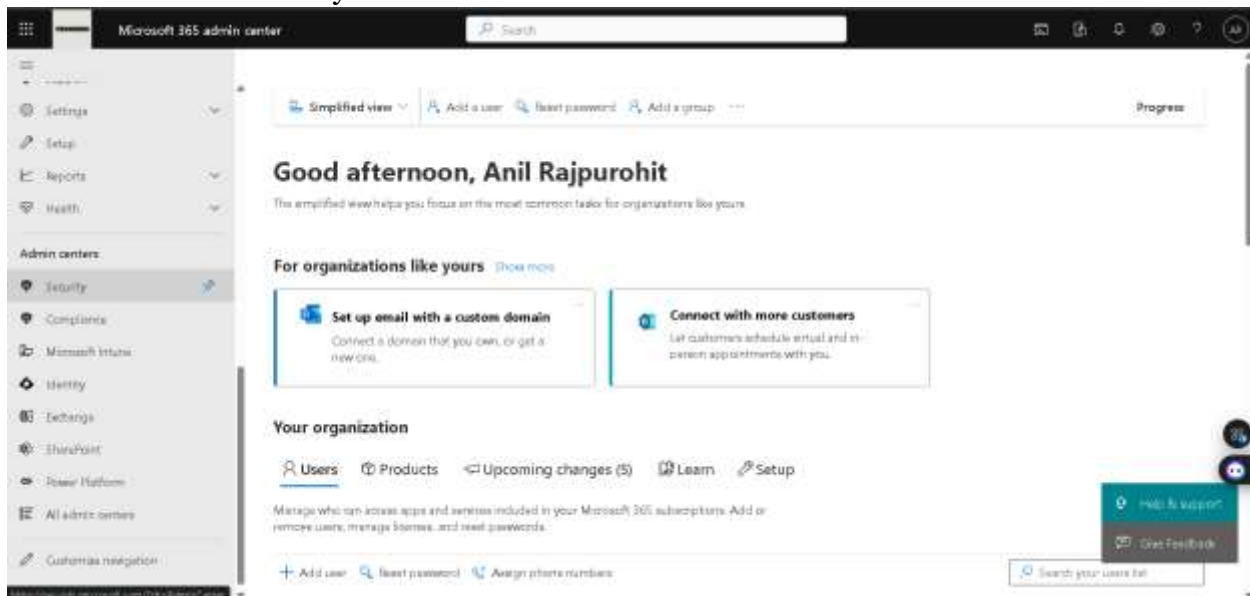 Microsoft 365 admin center
Search
Settings
Setup
Reports
Health
Admin centers
Security
Compliance
Microsoft Intune
Identity
Exchange
SharePoint
Power Platform
All admin centers
Customize navigation
Simplified view
Add a user
Reset password
Add a group
Progress
Good afternoon, Anil Rajpurohit
The simplified view helps you focus on the most common tasks for organizations like yours.
For organizations like yours Show more
Set up email with a custom domain
Connect a domain that you own, or get a
new one.
Connect with more customers
Let customers schedule virtual and in-
person appointments with you.
Your organization
Users
Products
Upcoming changes (5)
Learn
Setup
Manage who can access apps and services included in your Microsoft 365 subscriptions. Add or
remove users, manage licenses, and reset passwords.
Add user
Reset password
Assign phone numbers
Search your users list
Help & support
Give Feedback